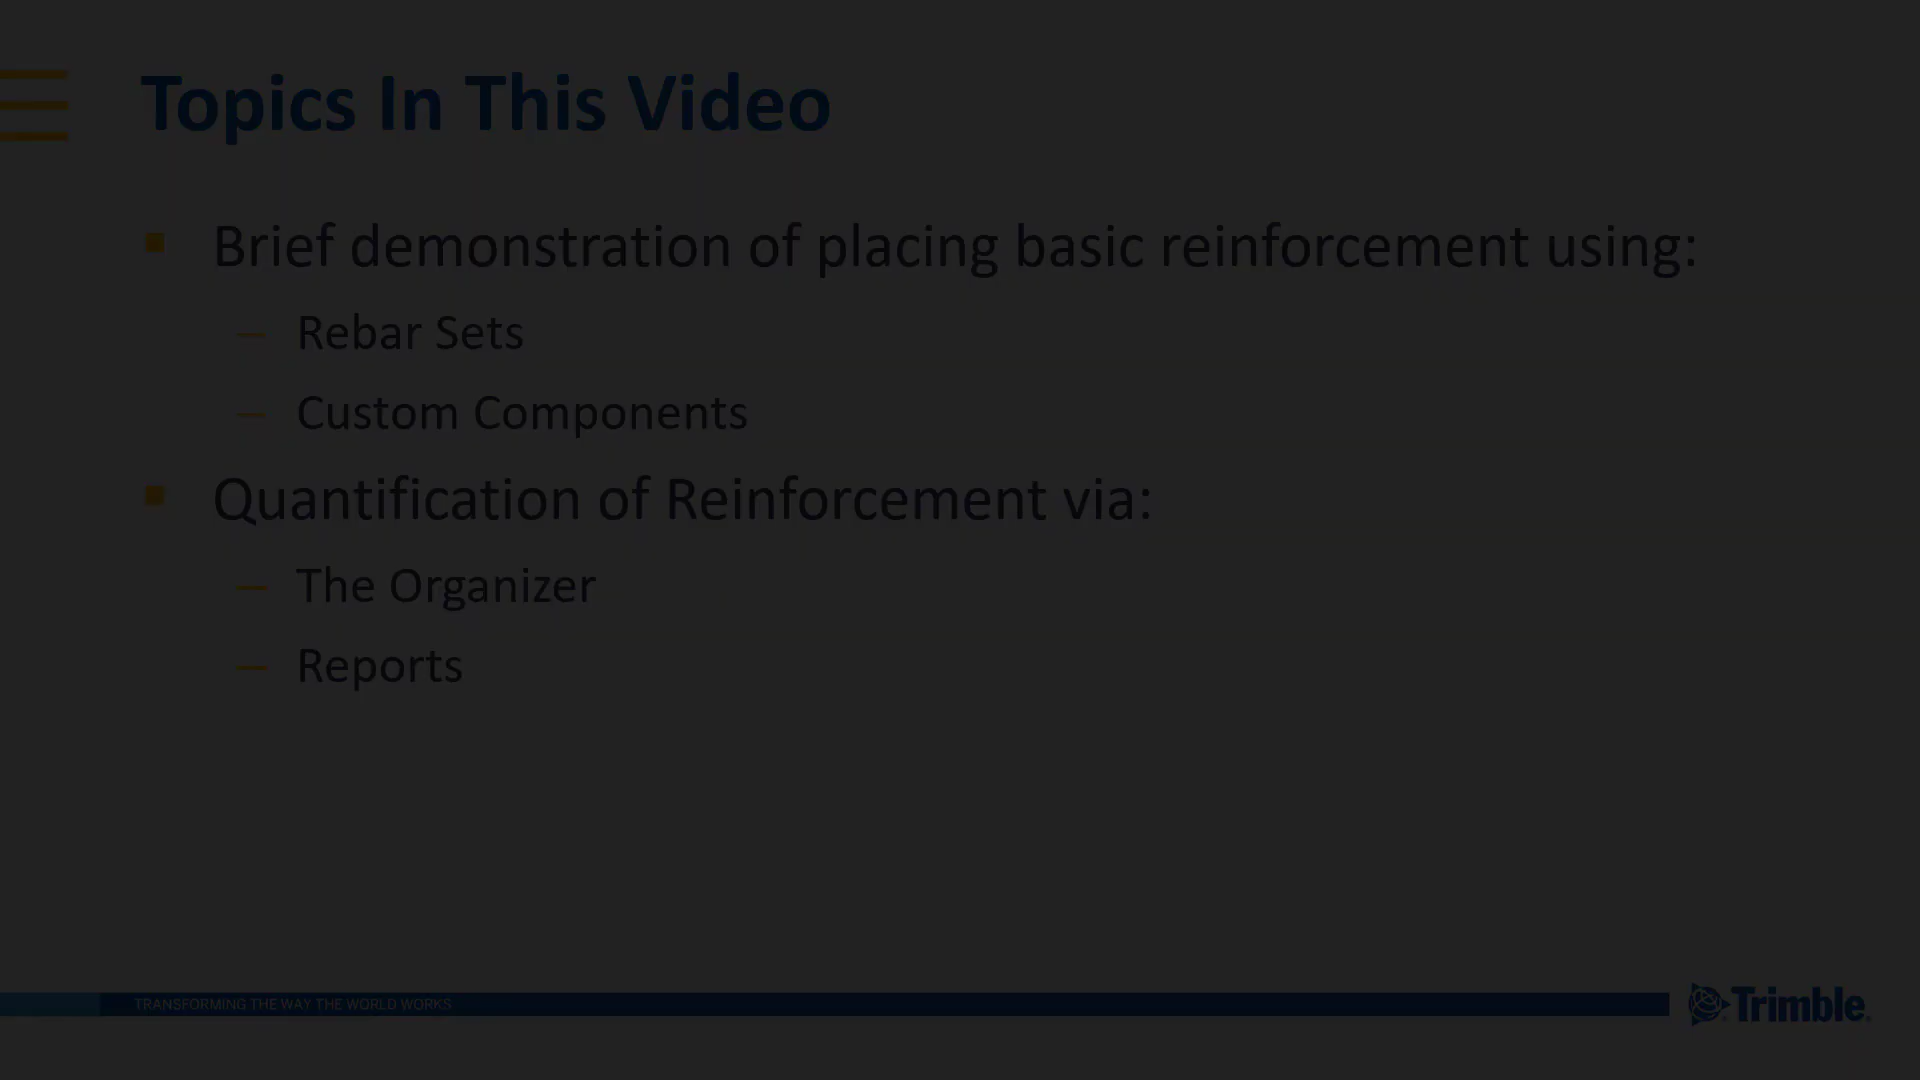 Topics In This Video
Brief demonstration of placing basic reinforcement using:
Rebar Sets
Custom Components
Quantification of Reinforcement via:
The Organizer
Reports
TRANSFORMING THE WAY THE WORLD WORKS
Trimble